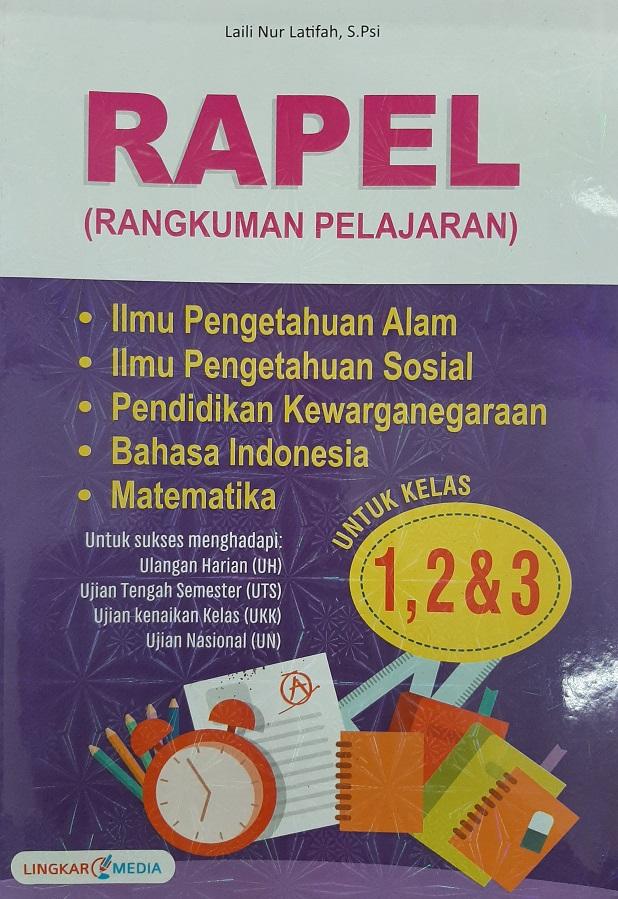 Laili Nur Latifah, S.Psi
RAPEL
(RANGKUMAN PELAJARAN)
• Ilmu Pengetahuan Alam
• Ilmu Pengetahuan Sosial
• Pendidikan Kewarganegaraan
• Bahasa Indonesia
• Matematika
UNTUK KELAS
1, 2 & 3
Untuk sukses menghadapi:
Ulangan Harian (UH)
Ujian Tengah Semester (UTS)
Ujian kenaikan Kelas (UKK)
Ujian Nasional (UN)
A
LINGKAR MEDIA